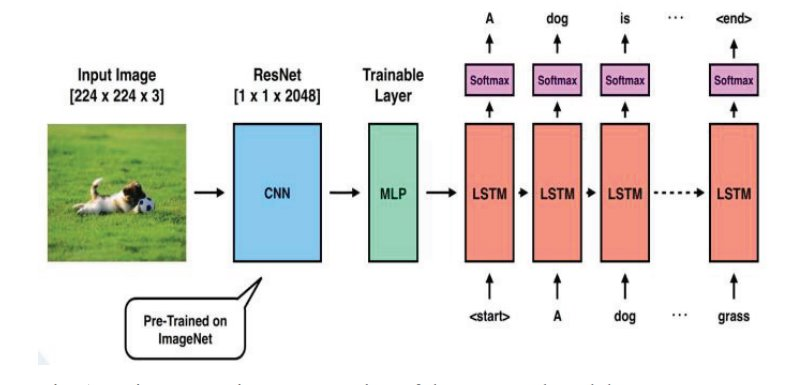 A dog is ... <end>
Softmax Softmax Softmax Softmax
Input Image
[224 x 224 x 3]
ResNet
[1 x 1 x 2048]
Trainable
Layer
CNN
MLP
LSTM LSTM LSTM LSTM
Pre-Trained on
ImageNet
<start> A dog ... grass